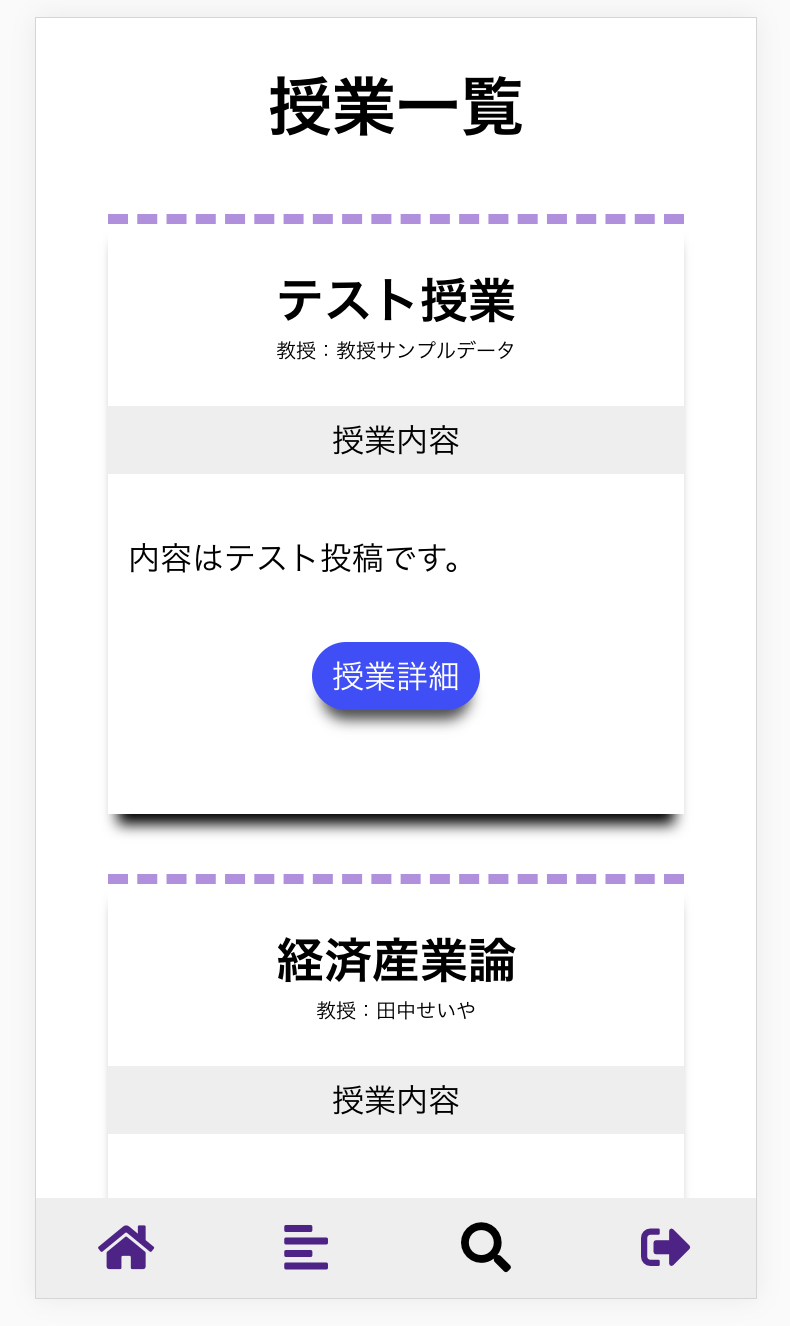 授業一覧
テスト授業
教授：教授サンプルデータ
授業内容
内容はテスト投稿です。
授業詳細
経済産業論
教授：田中せいや
授業内容